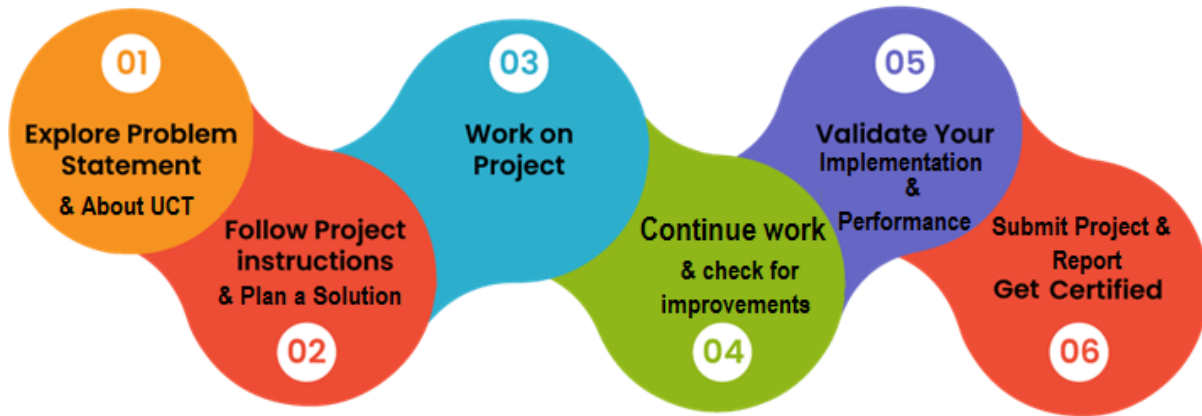 01
Explore Problem
Statement
& About UCT
02
Follow Project
instructions
& Plan a Solution
03
Work on
Project
04
Continue work
& check for
improvements
05
Validate Your
Implementation
&
Performance
06
Submit Project &
Report
Get Certified